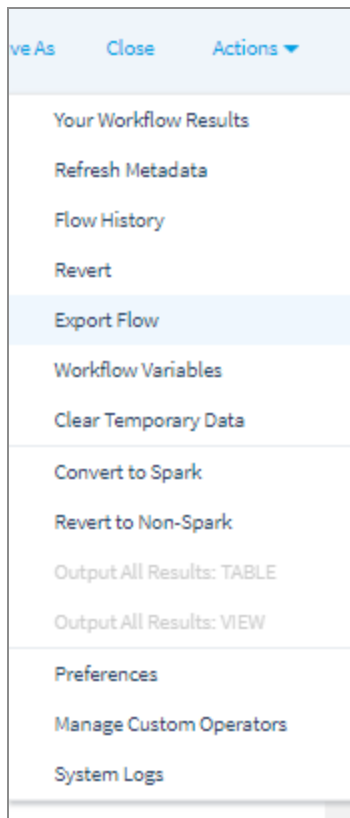 ve As Close Actions
Your Workflow Results
Refresh Metadata
Flow History
Revert
Export Flow
Workflow Variables
Clear Temporary Data
Convert to Spark
Revert to Non-Spark
Output All Results: TABLE
Output All Results: VIEW
Preferences
Manage Custom Operators
System Logs